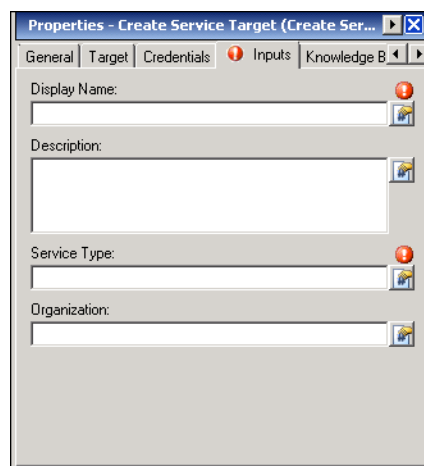 Properties - Create Service Target (Create Ser...
General Target Credentials Inputs Knowledge B
Display Name:
Description:
Service Type:
Organization: